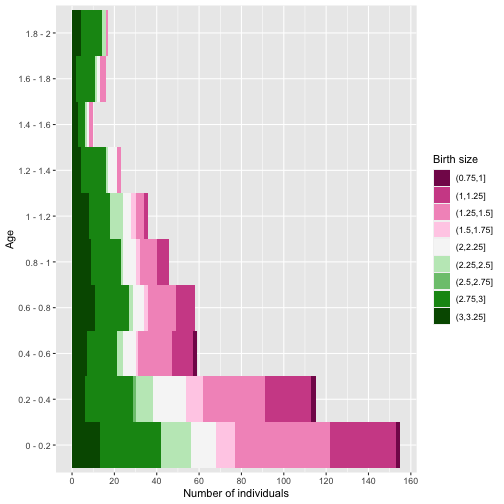 1.8 - 2
1.6 - 1.8
1.4 - 1.6
1.2 - 1.4
1 - 1.2
0.8 - 1
0.6 - 0.8
0.4 - 0.6
0.2 - 0.4
0 - 0.2
Age
0 20 40 60 80 100 120 140 160
Number of individuals
Birth size
(0.75,1]
(1,1.25]
(1.25,1.5]
(1.5,1.75]
(2,2.25]
(2.25,2.5]
(2.5,2.75]
(2.75,3]
(3,3.25]